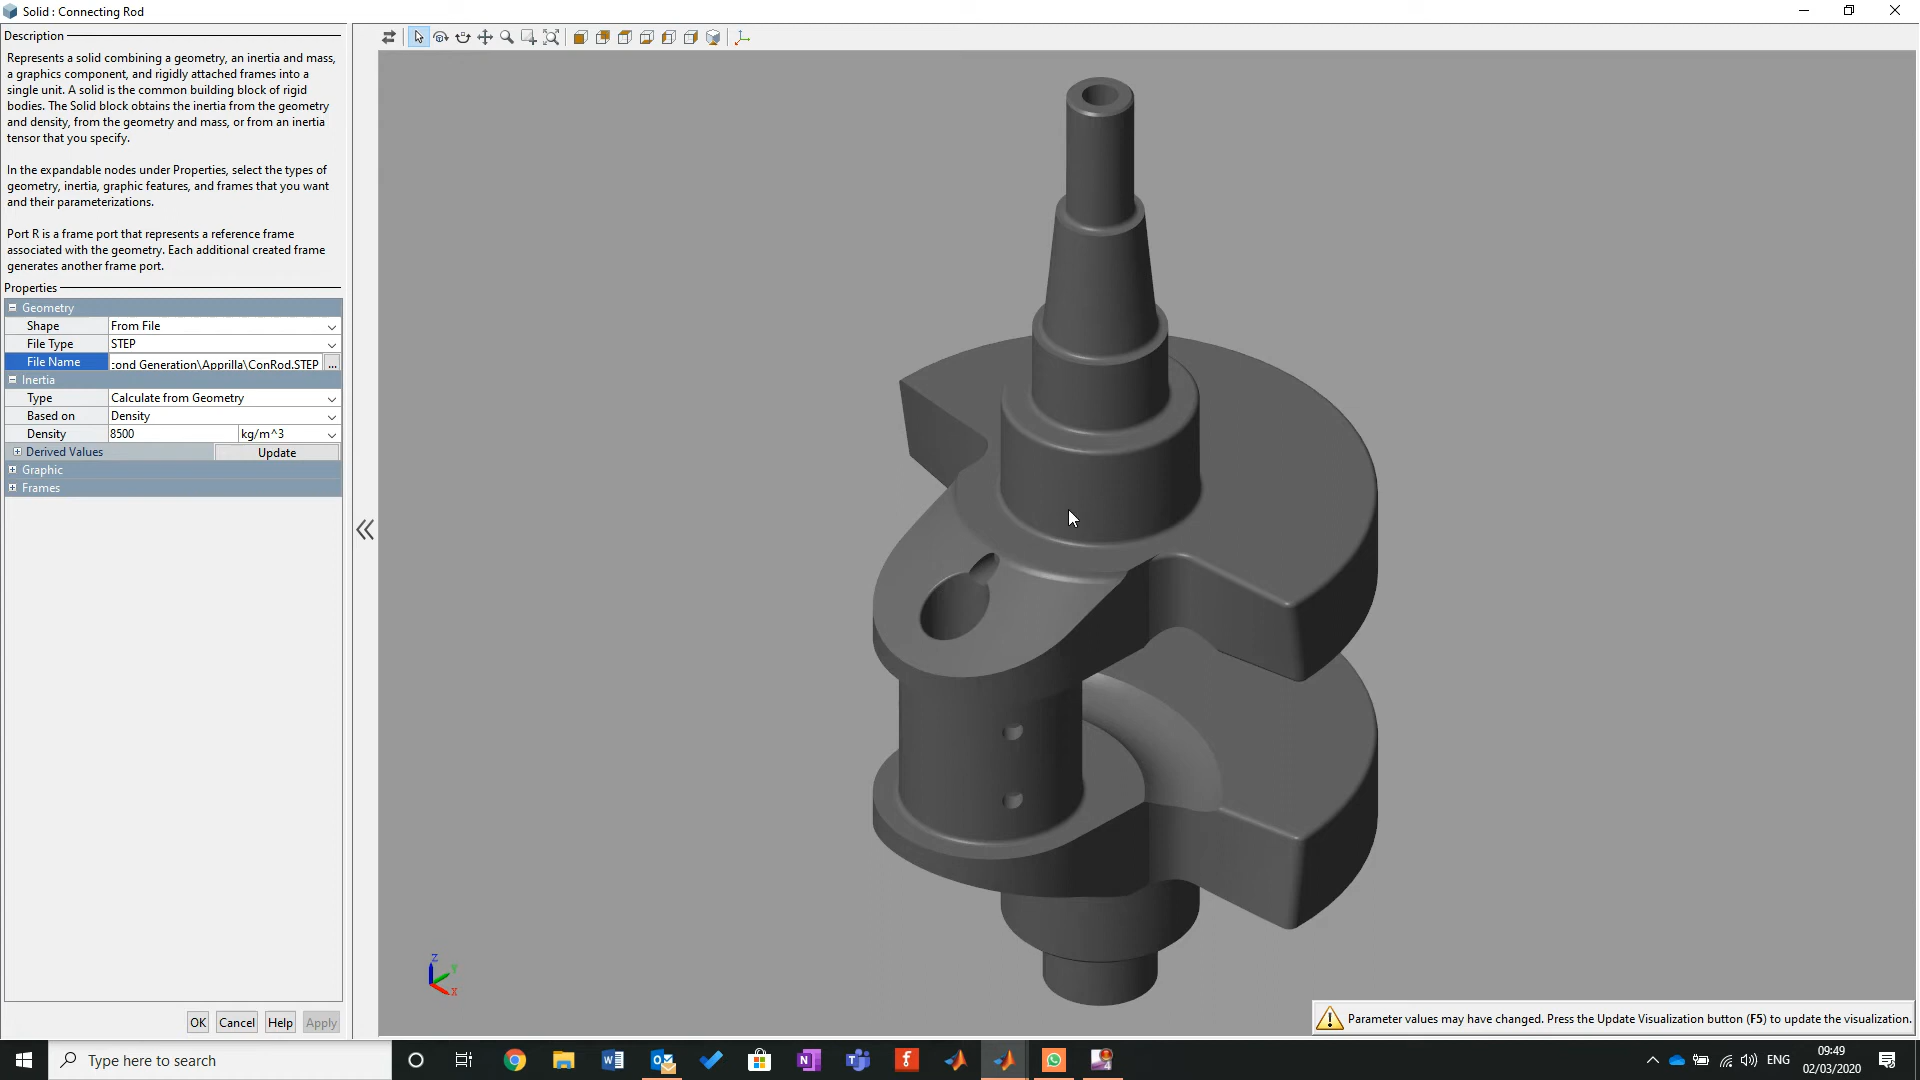 Solid : Connecting Rod
Description
Represents a solid combining a geometry, an inertia and mass,
a graphics component, and rigidly attached frames into a
single unit. A solid is the common building block of rigid
bodies. The Solid block obtains the inertia from the geometry
and density, from the geometry and mass, or from an inertia
tensor that you specify.
In the expandable nodes under Properties, select the types of
geometry, inertia, graphic features, and frames that you want
and their parameterizations.
Port R is a frame port that represents a reference frame
associated with the geometry. Each additional created frame
generates another frame port.
Properties
Geometry
Shape From File
File Type STEP
File Name :ond Generation\Apprilla\ConRod.STEP ...
Inertia
Type Calculate from Geometry
Based on Density
Density 8500 kg/m^3
Derived Values Update
Graphic
Frames
Z
Y
X
OK Cancel Help Apply
Parameter values may have changed. Press the Update Visualization button (F5) to update the visualization.
Type here to search
ENG
09:49
02/03/2020